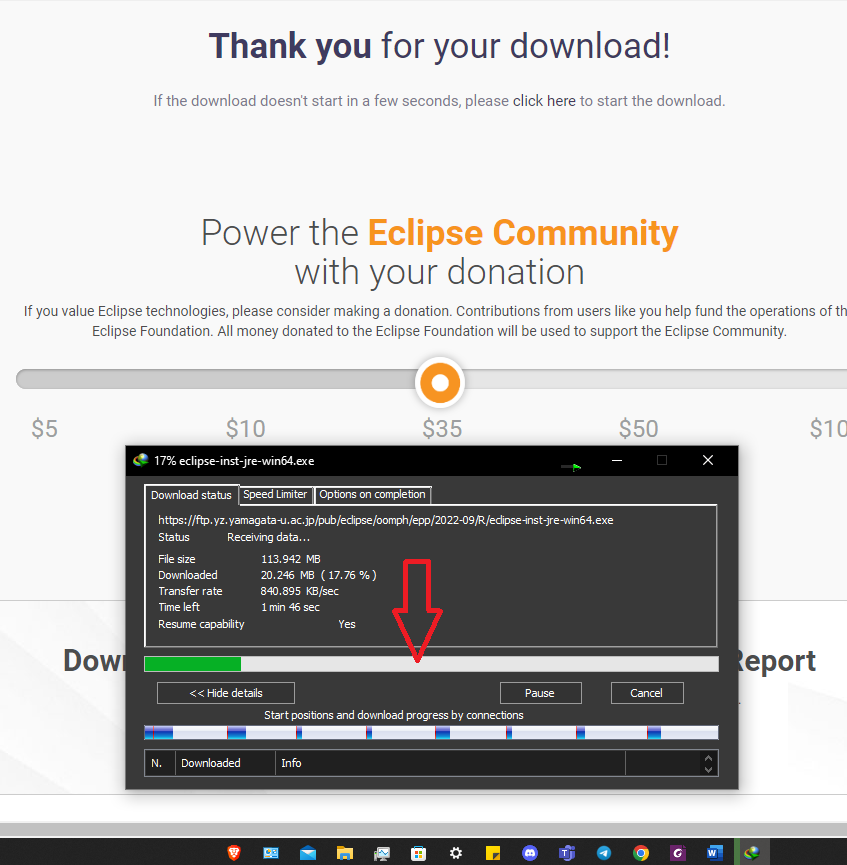 Thank you for your download!
If the download doesn't start in a few seconds, please click here to start the download.
Power the Eclipse Community
with your donation
If you value Eclipse technologies, please consider making a donation. Contributions from users like you help fund the operations of th
Eclipse Foundation. All money donated to the Eclipse Foundation will be used to support the Eclipse Community.
$5 $10 $35 $50 $10
17% eclipse-inst-jre-win64.exe
Download status Speed Limiter Options on completion
https://ftp.yz.yamagata-u.ac.jp/pub/eclipse/oomph/epp/2022-09/R/eclipse-inst-jre-win64.exe
Status Receiving data...
File size 113.942 MB
Downloaded 20.246 MB ( 17.76 % )
Transfer rate 840.895 KB/sec
Time left 1 min 46 sec
Resume capability Yes
Down Report
<< Hide details Pause Cancel
Start positions and download progress by connections
N. Downloaded Info